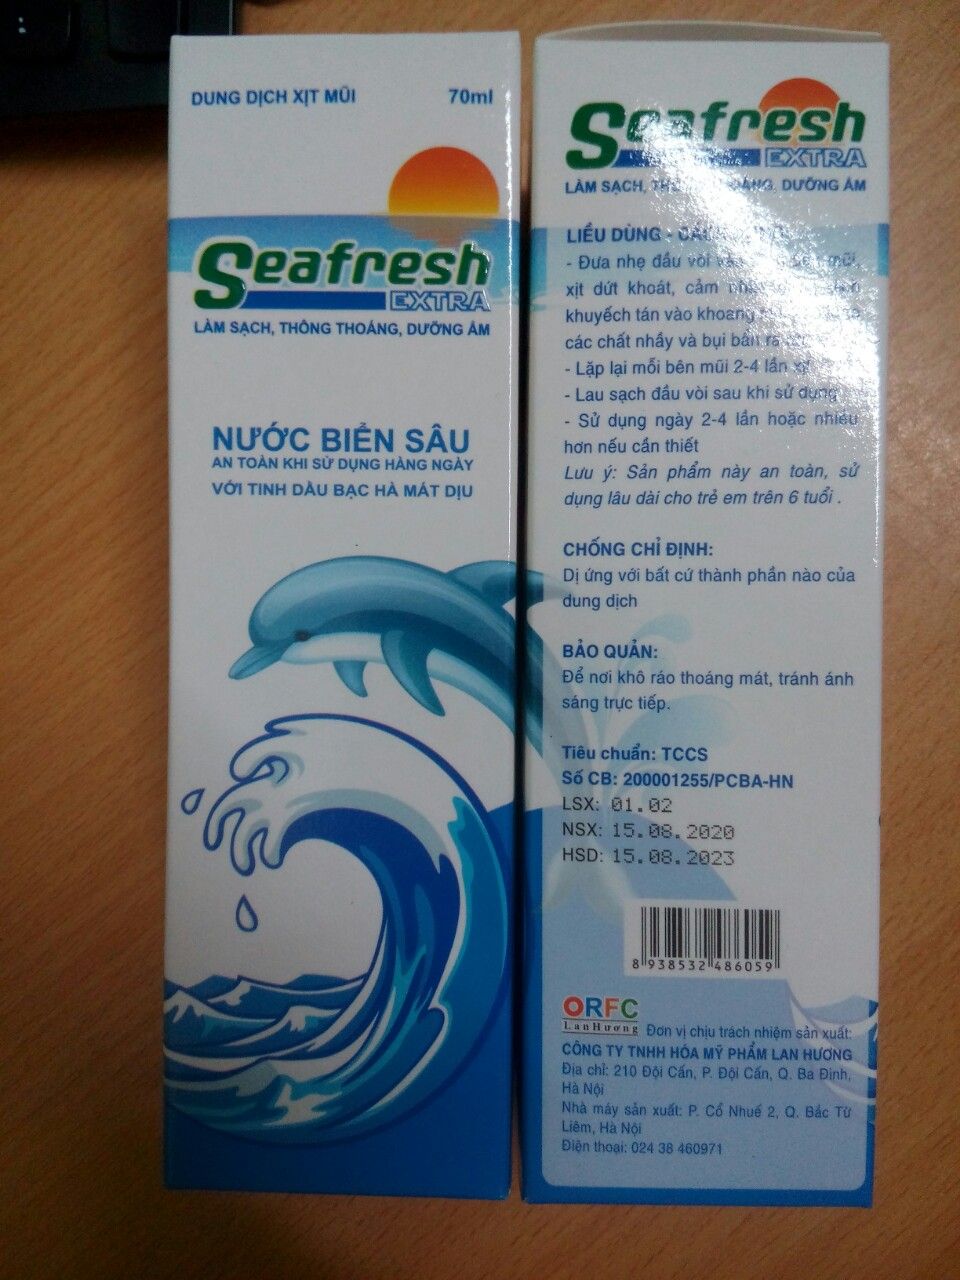 DUNG DỊCH XỊT MŨI 70ml
Seafresh
EXTRA
LÀM SẠCH, THÔNG THOÁNG, DƯỠNG ẨM
NƯỚC BIỂN SÂU
AN TOÀN KHI SỬ DỤNG HÀNG NGÀY
VỚI TINH DẦU BẠC HÀ MÁT DỊU
Seafresh
EXTRA
LÀM SẠCH, DƯỠNG ẨM
LIỀU DÙNG -
- Đưa nhẹ đầu vòi mũi,
xịt dứt khoát, cảm
khuyếch tán vào khoang
các chất nhầy và bụi bẩn
- Lặp lại mỗi bên mũi 2-4 lần xịt
- Lau sạch đầu vòi sau khi sử dụng
- Sử dụng ngày 2-4 lần hoặc nhiều
hơn nếu cần thiết
Lưu ý: Sản phẩm này an toàn, sử
dụng lâu dài cho trẻ em trên 6 tuổi .
CHỐNG CHỈ ĐỊNH:
Dị ứng với bất cứ thành phần nào của
dung dịch
BẢO QUẢN:
Để nơi khô ráo thoáng mát, tránh ánh
sáng trực tiếp.
Tiêu chuẩn: TCCS
Số CB: 200001255/PCBA-HN
LSX: 01.02
NSX: 15.08.2020
HSD: 15.08.2023
8 938532 486059
ORFC
LanHương Đơn vị chịu trách nhiệm sản xuất:
CÔNG TY TNHH HÓA MỸ PHẨM LAN HƯƠNG
Địa chỉ: 210 Đội Cấn, P. Đội Cấn, Q. Ba Đình,
Hà Nội
Nhà máy sản xuất: P. Cổ Nhuế 2, Q. Bắc Từ
Liêm, Hà Nội
Điện thoại: 024 38 460971